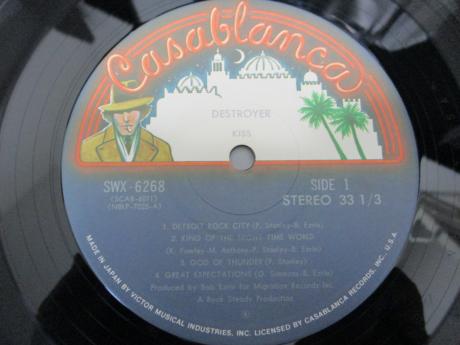 Casablanca
DESTROYER
KISS
SWX-6268
(SCAB-6071)
(NBLP-7025-A)
SIDE 1
STEREO 33 1/3
1. DETROIT ROCK CITY (P. Stanley-B. Ezrin)
2. KING OF THE NIGHT TIME WORLD
(K. Fowley-M. Anthony-P. Stanley-B. Ezrin)
3. GOD OF THUNDER (P. Stanley)
4. GREAT EXPECTATIONS (G. Simmons-B. Ezrin)
Produced by Bob Ezrin for Migration Records Inc.
A Rock Steady Production
MADE IN JAPAN BY VICTOR MUSICAL INDUSTRIES, INC. LICENSED BY CASABLANCA RECORDS, INC., U.S.A.